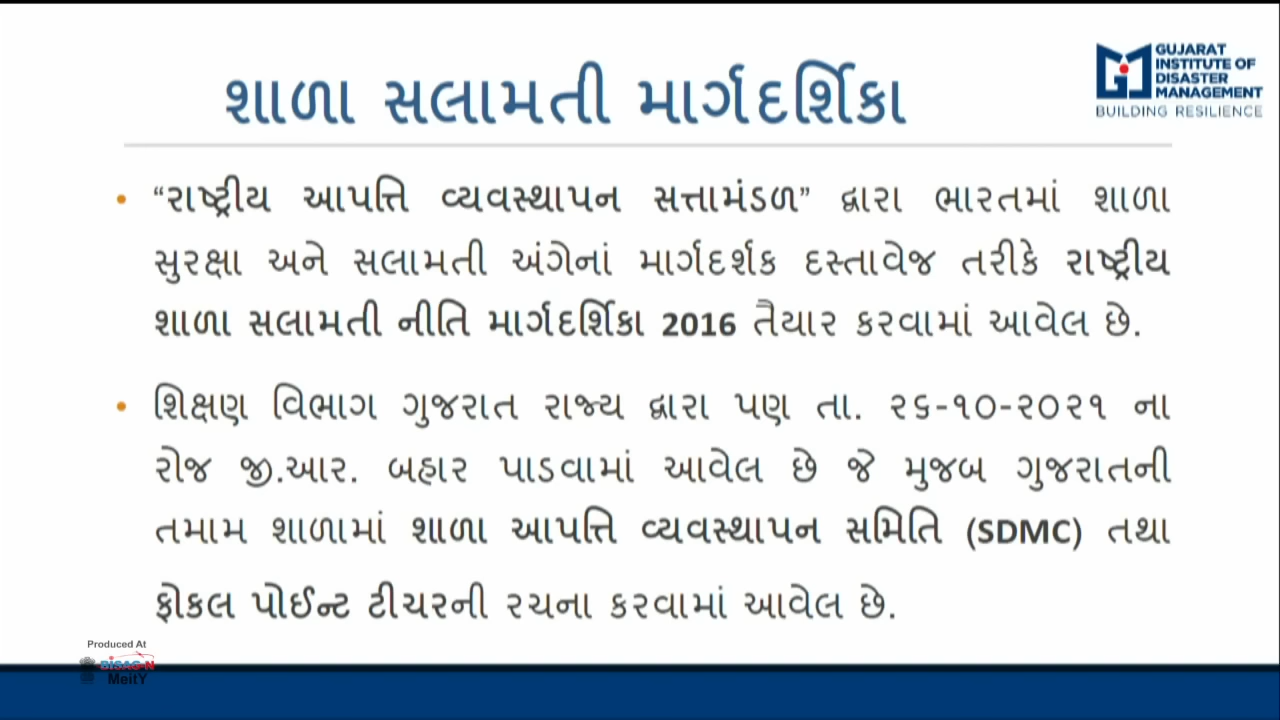 શાળા સલામતી માર્ગદર્શિકા
GUJARAT
INSTITUTE OF
DISASTER
MANAGEMENT
BUILDING RESILIENCE
• “રાષ્ટ્રીય આપત્તિ વ્યવસ્થાપન સત્તામંડળ” દ્વારા ભારતમાં શાળા
સુરક્ષા અને સલામતી અંગેનાં માર્ગદર્શક દસ્તાવેજ તરીકે રાષ્ટ્રીય
શાળા સલામતી નીતિ માર્ગદર્શિકા 2016 તૈયાર કરવામાં આવેલ છે.
• શિક્ષણ વિભાગ ગુજરાત રાજ્ય દ્વારા પણ તા. ૨૬-૧૦-૨૦૨૧ ના
રોજ જી.આર. બહાર પાડવામાં આવેલ છે જે મુજબ ગુજરાતની
તમામ શાળામાં શાળા આપત્તિ વ્યવસ્થાપન સમિતિ (SDMC) તથા
ફોકલ પોઈન્ટ ટીચરની રચના કરવામાં આવેલ છે.
Produced At
BISAG-N
MeitY